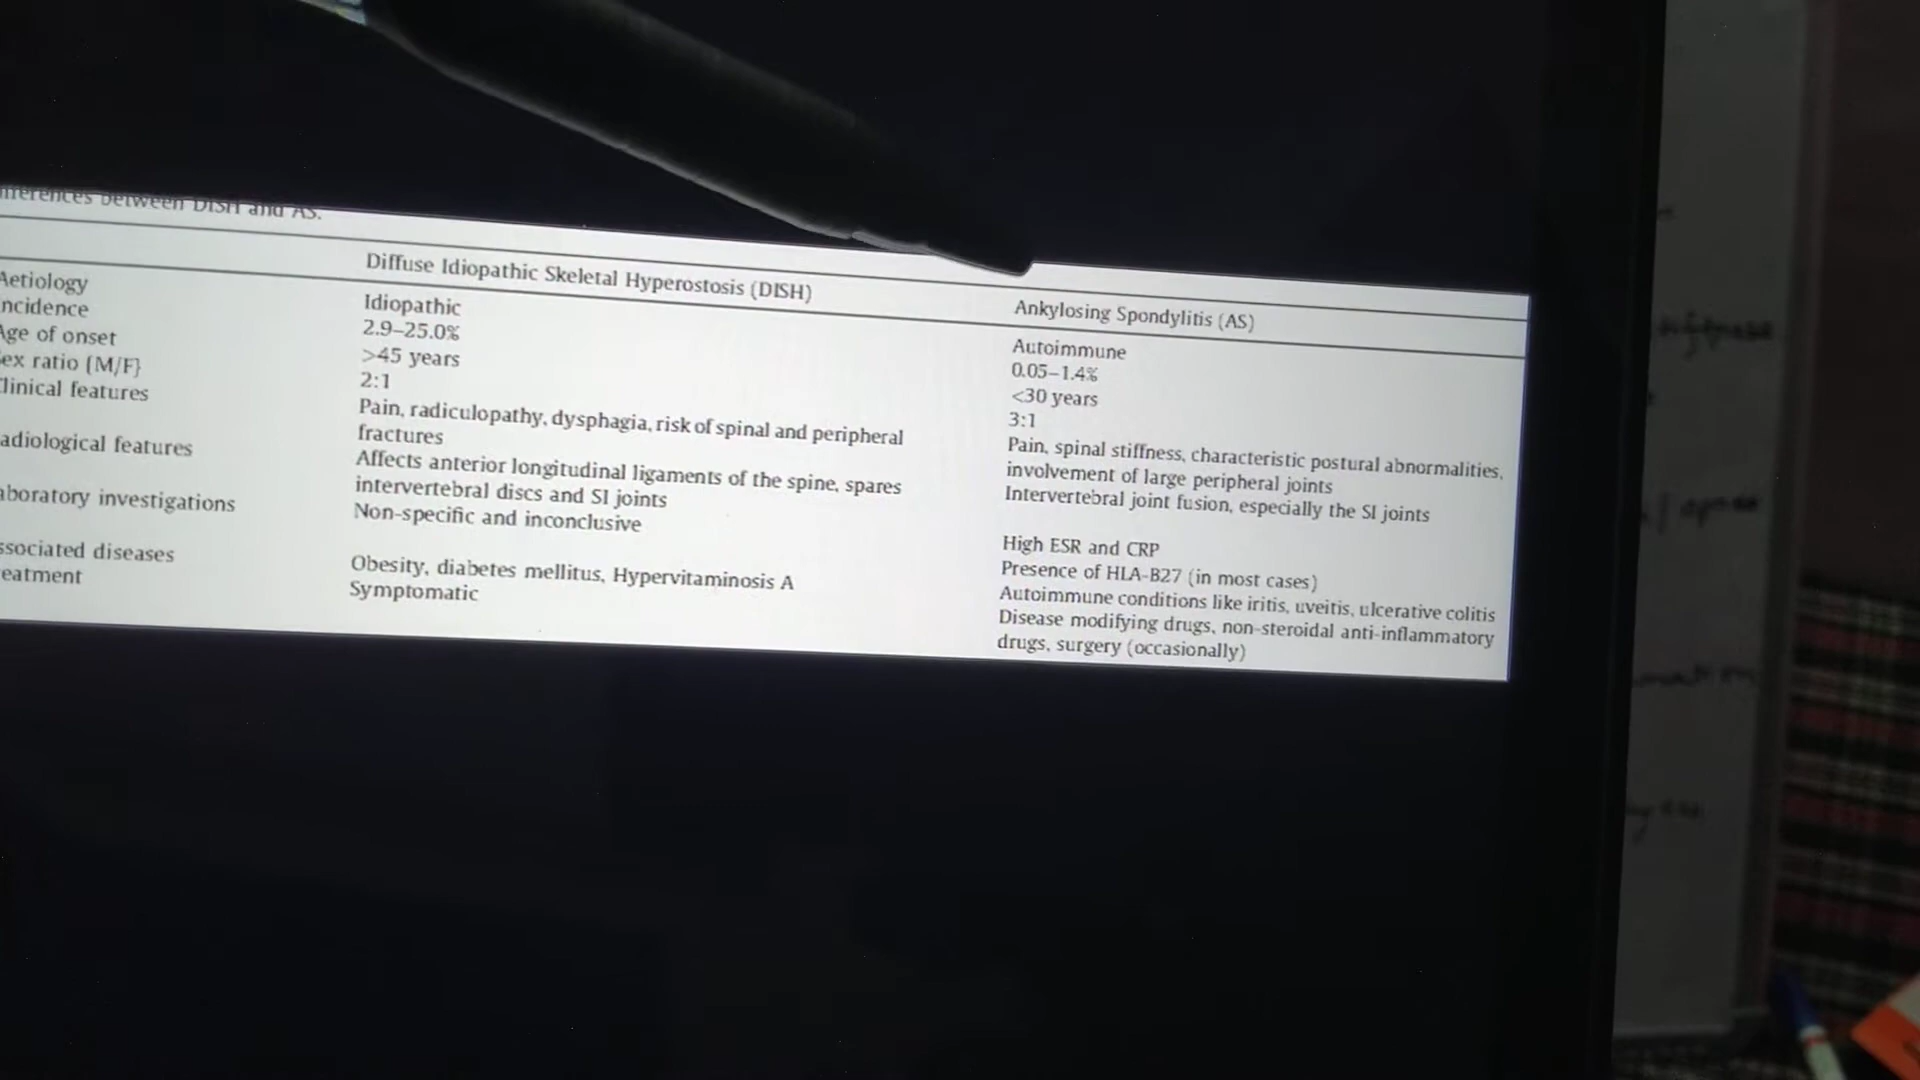 between DISH and AS.
Diffuse Idiopathic Skeletal Hyperostosis (DISH)
Ankylosing Spondylitis (AS)
Aetiology
Idiopathic
Autoimmune
ncidence
2.9–25.0%
0.05–1.4%
Age of onset
>45 years
<30 years
ex ratio (M/F)
2:1
3:1
linical features
Pain, radiculopathy, dysphagia, risk of spinal and peripheral
fractures
Pain, spinal stiffness, characteristic postural abnormalities,
involvement of large peripheral joints
adiological features
Affects anterior longitudinal ligaments of the spine, spares
intervertebral discs and SI joints
Intervertebral joint fusion, especially the SI joints
aboratory investigations
Non-specific and inconclusive
High ESR and CRP
Presence of HLA-B27 (in most cases)
ssociated diseases
Obesity, diabetes mellitus, Hypervitaminosis A
Autoimmune conditions like iritis, uveitis, ulcerative colitis
eatment
Symptomatic
Disease modifying drugs, non-steroidal anti-inflammatory
drugs, surgery (occasionally)